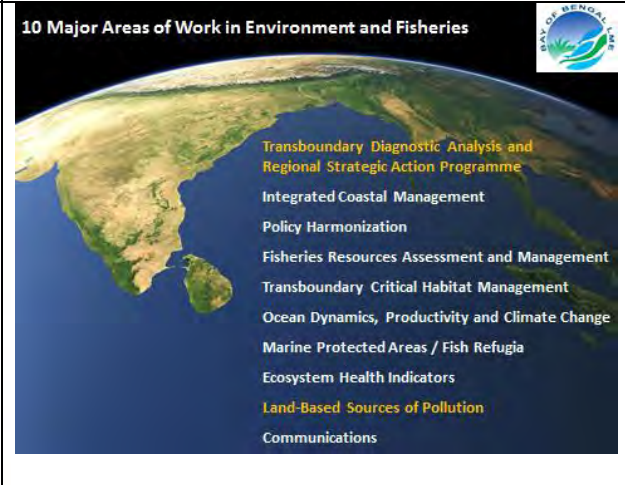 10 Major Areas of Work in Environment and Fisheries
BAY OF BENGAL LME
Transboundary Diagnostic Analysis and
Regional Strategic Action Programme
Integrated Coastal Management
Policy Harmonization
Fisheries Resources Assessment and Management
Transboundary Critical Habitat Management
Ocean Dynamics, Productivity and Climate Change
Marine Protected Areas / Fish Refugia
Ecosystem Health Indicators
Land-Based Sources of Pollution
Communications